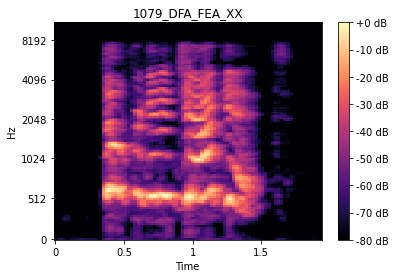 1079_DFA_FEA_XX
+0 dB
8192
-10 dB
4096
-20 dB
-30 dB
2048
Hz
-40 dB
1024
-50 dB
512
-60 dB
-70 dB
0
-80 dB
0
0.5
1
1.5
Time